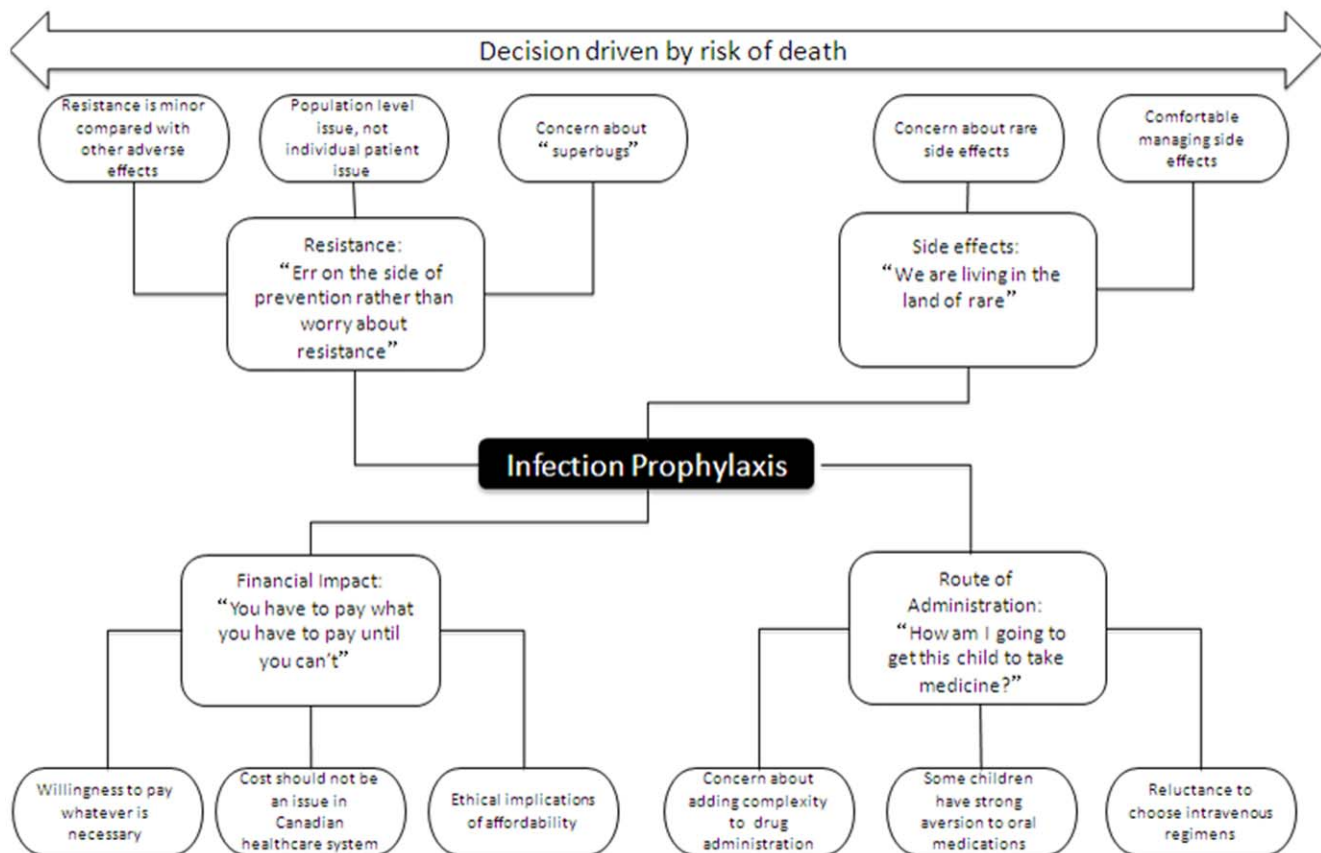 Decision driven by risk of death
Resistance is minor
compared with
other adverse
effects
Population level
issue, not
individual patient
issue
Concern about
“superbugs”
Concern about rare
side effects
Comfortable
managing side
effects
Resistance:
“Err on the side of
prevention rather than
worry about
resistance”
Side effects:
“We are living in the
land of rare”
Infection Prophylaxis
Financial Impact:
“You have to pay what
you have to pay until
you can’t”
Route of
Administration:
“How am I going to
get this child to take
medicine?”
Willingness to pay
whatever is
necessary
Cost should not be
an issue in
Canadian
healthcare system
Ethical implications
of affordability
Concern about
adding complexity
to drug
administration
Some children
have strong
aversion to oral
medications
Reluctance to
choose intravenous
regimens